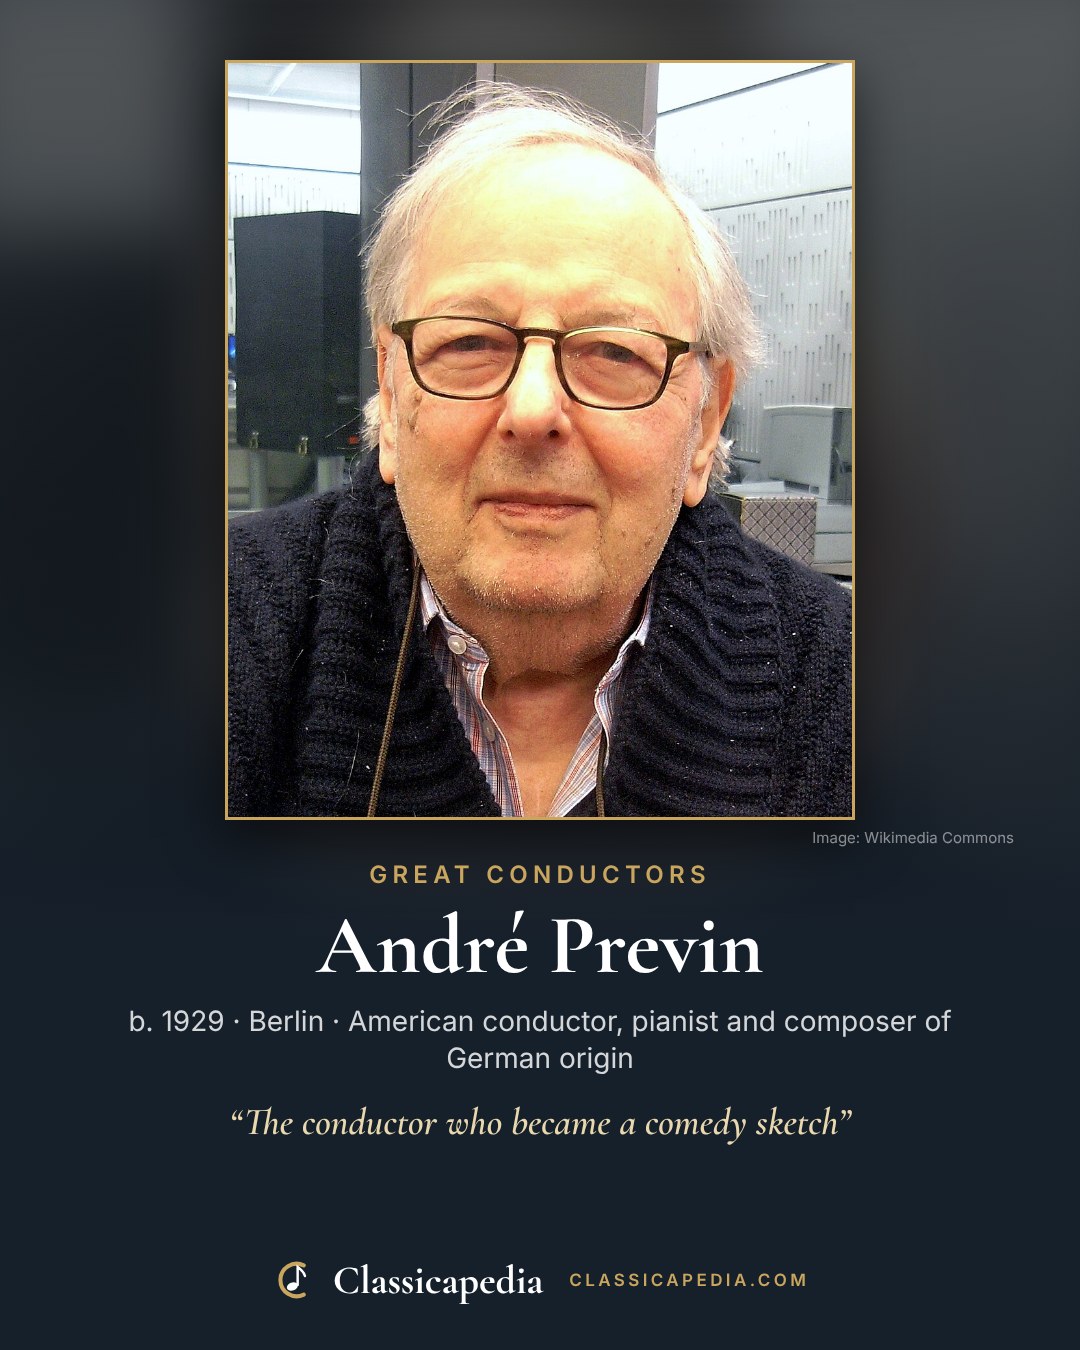 Image: Wikimedia Commons
GREAT CONDUCTORS
André Previn
b. 1929 · Berlin · American conductor, pianist and composer of
German origin
“The conductor who became a comedy sketch”
Classicapedia CLASSICAPEDIA.COM